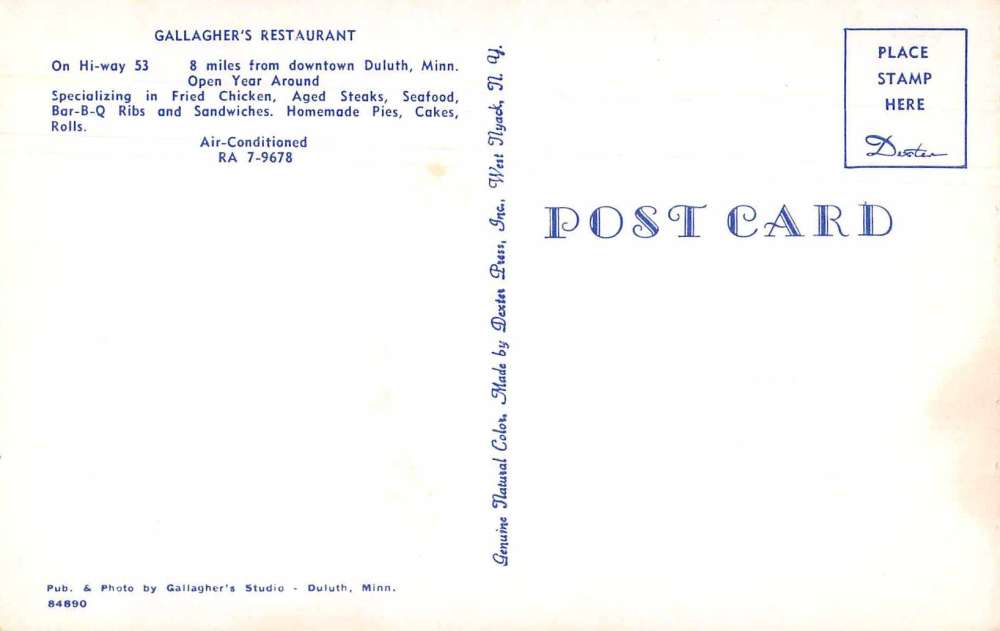 GALLAGHER'S RESTAURANT
On Hi-way 53 8 miles from downtown Duluth, Minn.
Open Year Around
Specializing in Fried Chicken, Aged Steaks, Seafood,
Bar-B-Q Ribs and Sandwiches. Homemade Pies, Cakes,
Rolls.
Air-Conditioned
RA 7-9678
Pub. & Photo by Gallagher's Studio - Duluth, Minn.
84890
Genuine Natural Color, Made by Dexter Press, Inc., West Nyack, N. Y.
PLACE
STAMP
HERE
Dexter
POST CARD